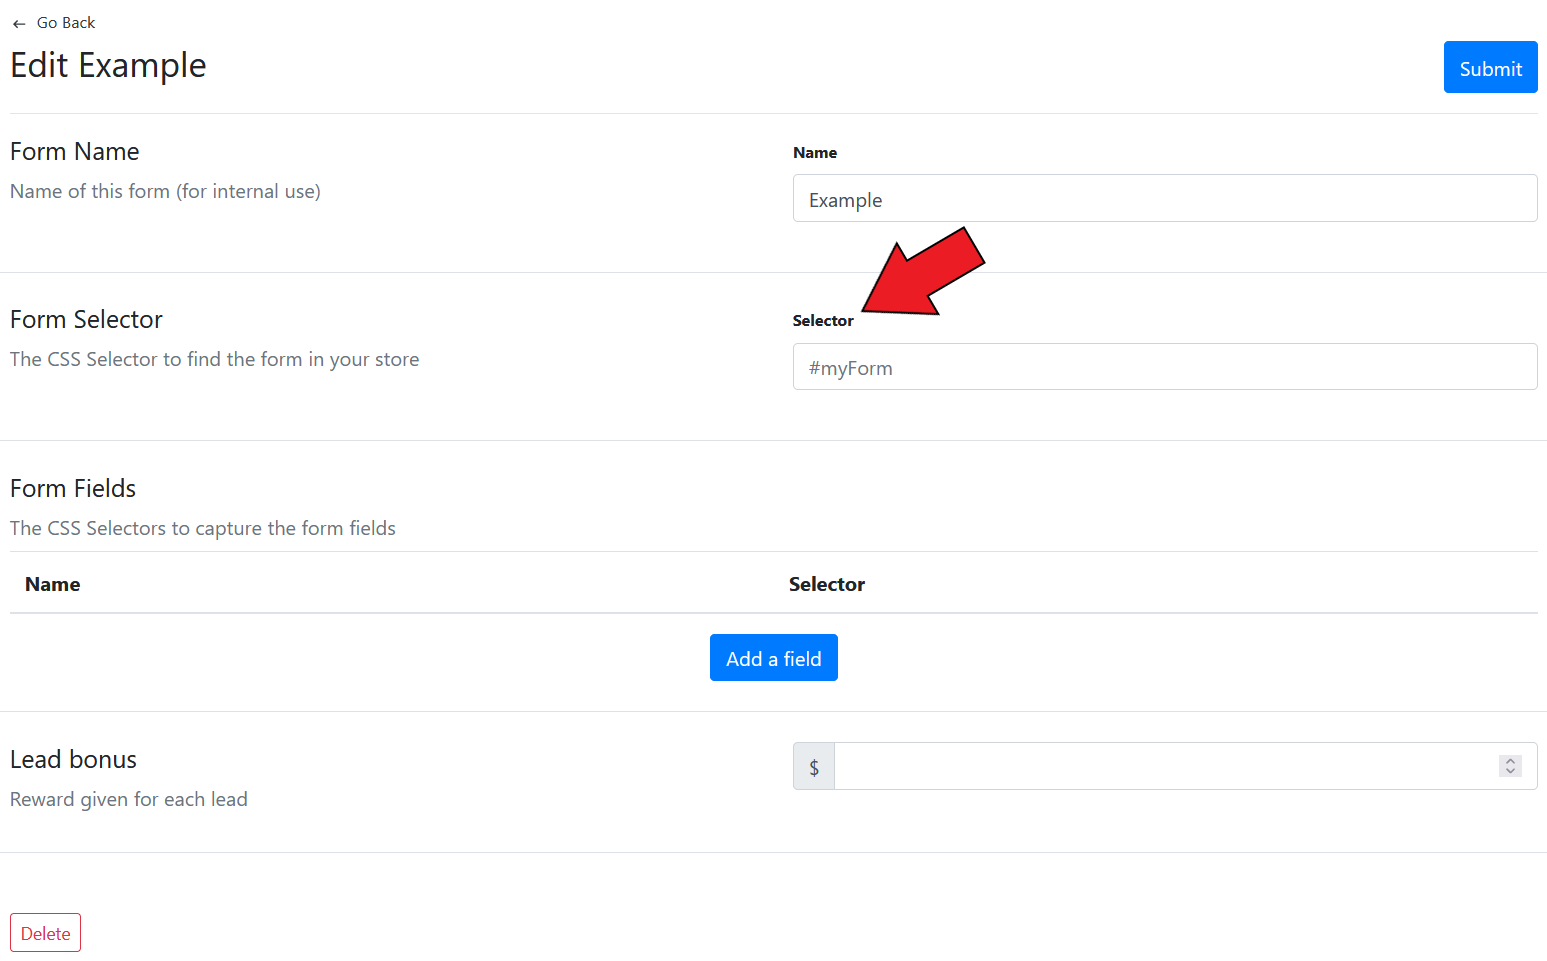 ← Go Back
Edit Example
Submit
Form Name
Name of this form (for internal use)
Name
Example
Form Selector
The CSS Selector to find the form in your store
Selector
#myForm
Form Fields
The CSS Selectors to capture the form fields
Name Selector
Add a field
Lead bonus
Reward given for each lead
$
Delete